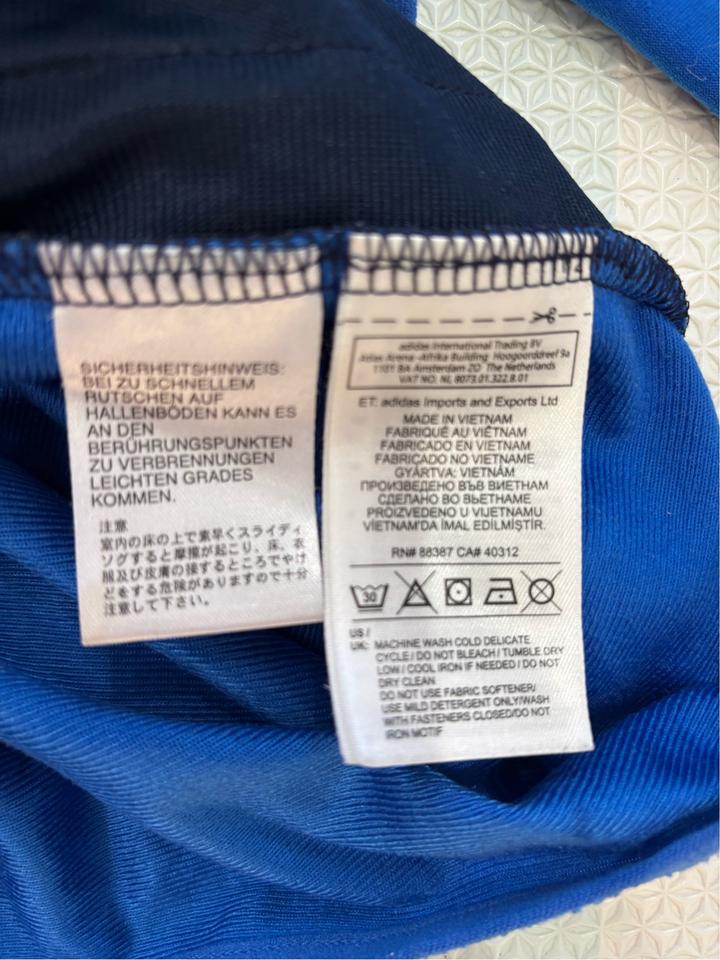 SICHERHEITSHINWEIS:
BEI ZU SCHNELLEM
RUTSCHEN AUF
HALLENBÖDEN KANN ES
AN DEN
BERÜHRUNGSPUNKTEN
ZU VERBRENNUNGEN
LEICHTEN GRADES
KOMMEN.
注意
室内の床の上で素早くスライディ
ングすると摩擦が起こり、床、衣
服及び皮膚の接するところでやけ
どをする危険がありますので十分
注意して下さい。
adidas International Trading BV
Atlas Arena -Afrika Building Hoogoorddreef 9a
1101 BA Amsterdam ZO The Netherlands
VAT NO: NL 8073.01.322.B.01
ET: adidas Imports and Exports Ltd
MADE IN VIETNAM
FABRIQUÉ AU VIÊTNAM
FABRICADO EN VIETNAM
FABRICADO NO VIETNAME
GYÁRTVA: VIETNÁM
ПРОИЗВЕДЕНО ВЪВ ВИЕТНАМ
СДЕЛАНО ВО ВЬЕТНАМЕ
PROIZVEDENO U VIJETNAMU
VİETNAM'DA İMAL EDİLMİŞTİR.
RN# 88387 CA# 40312
30
US /
UK: MACHINE WASH COLD DELICATE
CYCLE / DO NOT BLEACH / TUMBLE DRY
LOW / COOL IRON IF NEEDED / DO NOT
DRY CLEAN
DO NOT USE FABRIC SOFTENER/
USE MILD DETERGENT ONLY/WASH
WITH FASTENERS CLOSED/DO NOT
IRON MOTIF